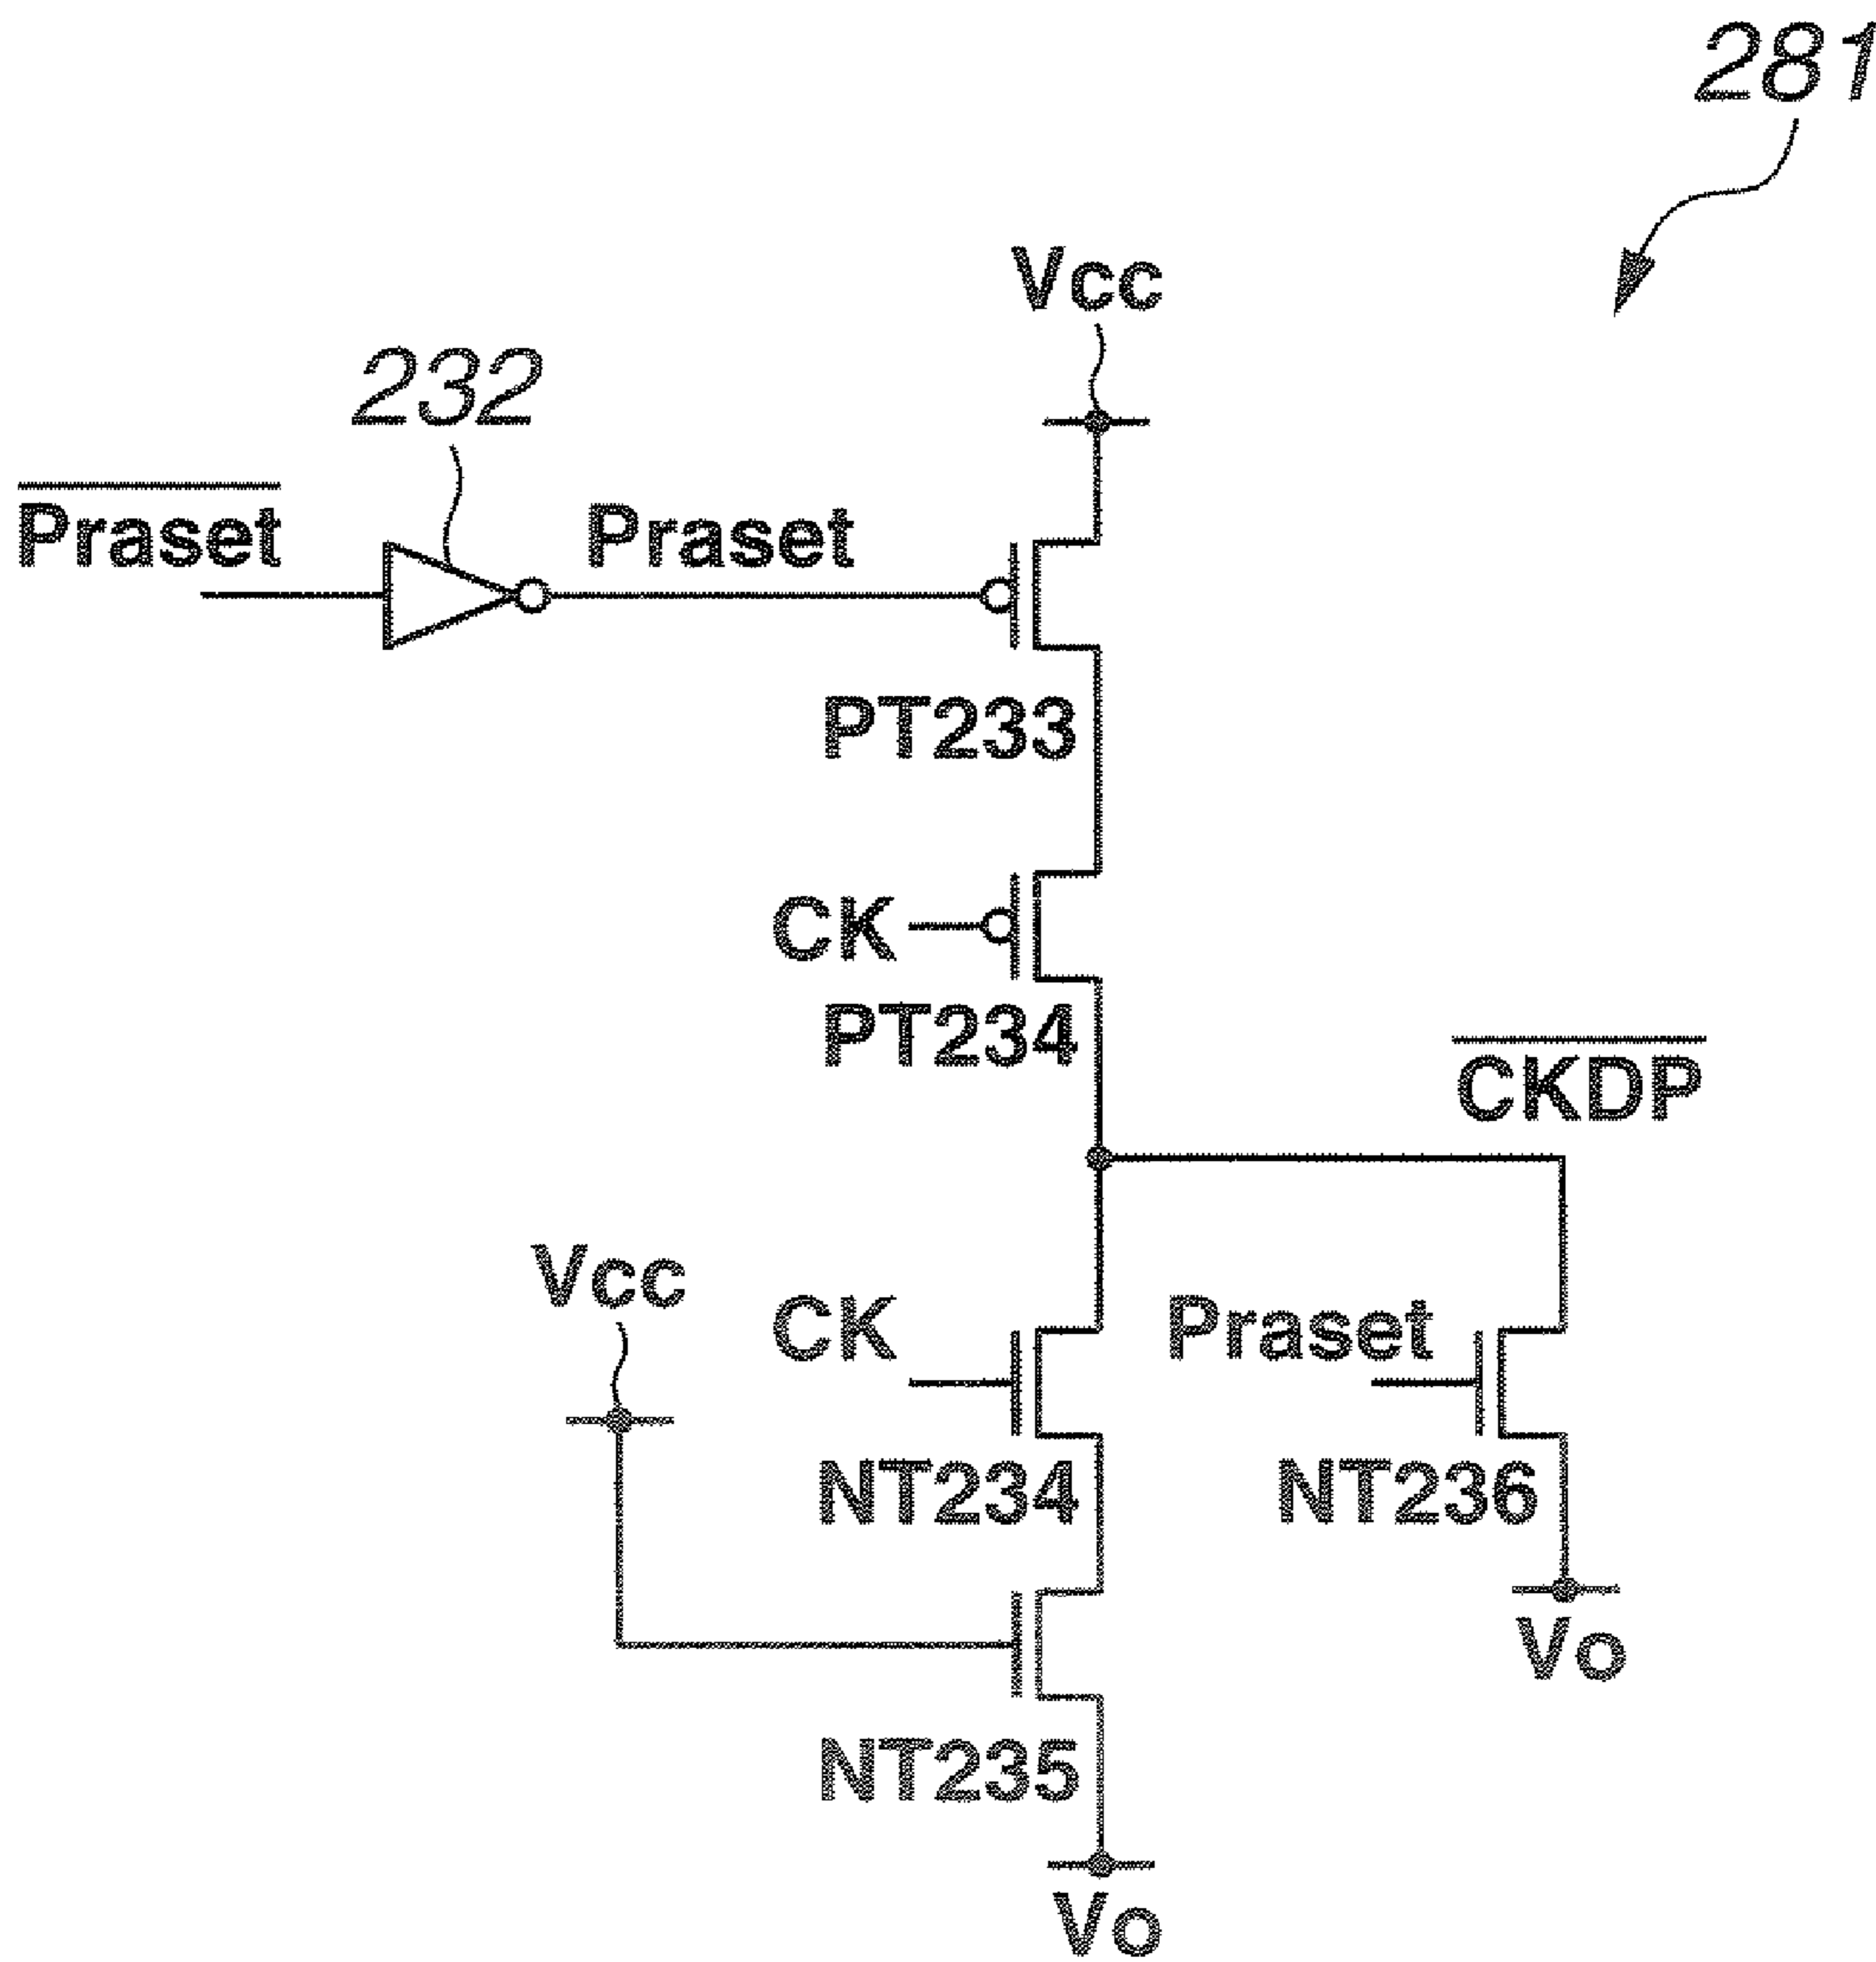 281
Vcc
232
Praset
Praset
PT233
CK
PT234
CKDP
Vcc
CK
Praset
NT234
NT236
Vo
NT235
Vo